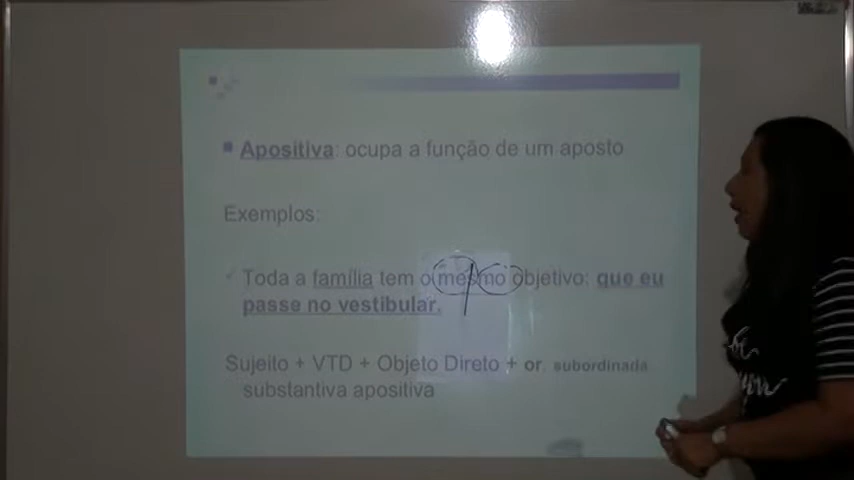 Apositiva: ocupa a função de um aposto
Exemplos:
Toda a família tem o mesmo objetivo: que eu
passe no vestibular.
Sujeito + VTD + Objeto Direto + or. subordinada
substantiva apositiva